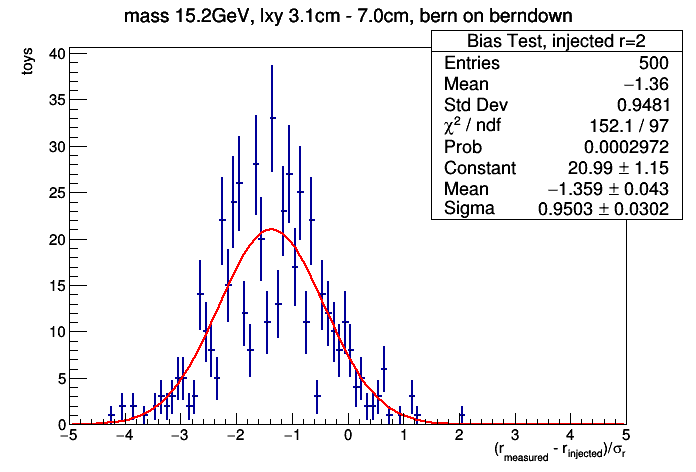 mass 15.2GeV, lxy 3.1cm - 7.0cm, bern on berndown
Bias Test, injected r=2
Entries 500
Mean −1.36
Std Dev 0.9481
χ² / ndf 152.1 / 97
Prob 0.0002972
Constant 20.99 ± 1.15
Mean −1.359 ± 0.043
Sigma 0.9503 ± 0.0302
toys
40
35
30
25
20
15
10
5
0
−5 −4 −3 −2 −1 0 1 2 3 4 5
(r_measured - r_injected)/σ_r